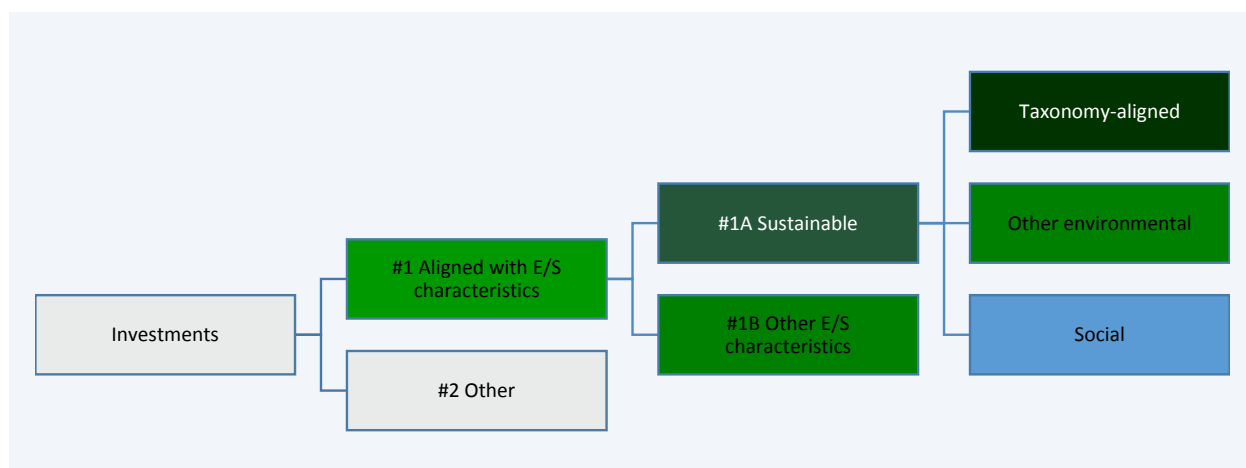 Investments
#1 Aligned with E/S
characteristics
#2 Other
#1A Sustainable
#1B Other E/S
characteristics
Taxonomy-aligned
Other environmental
Social